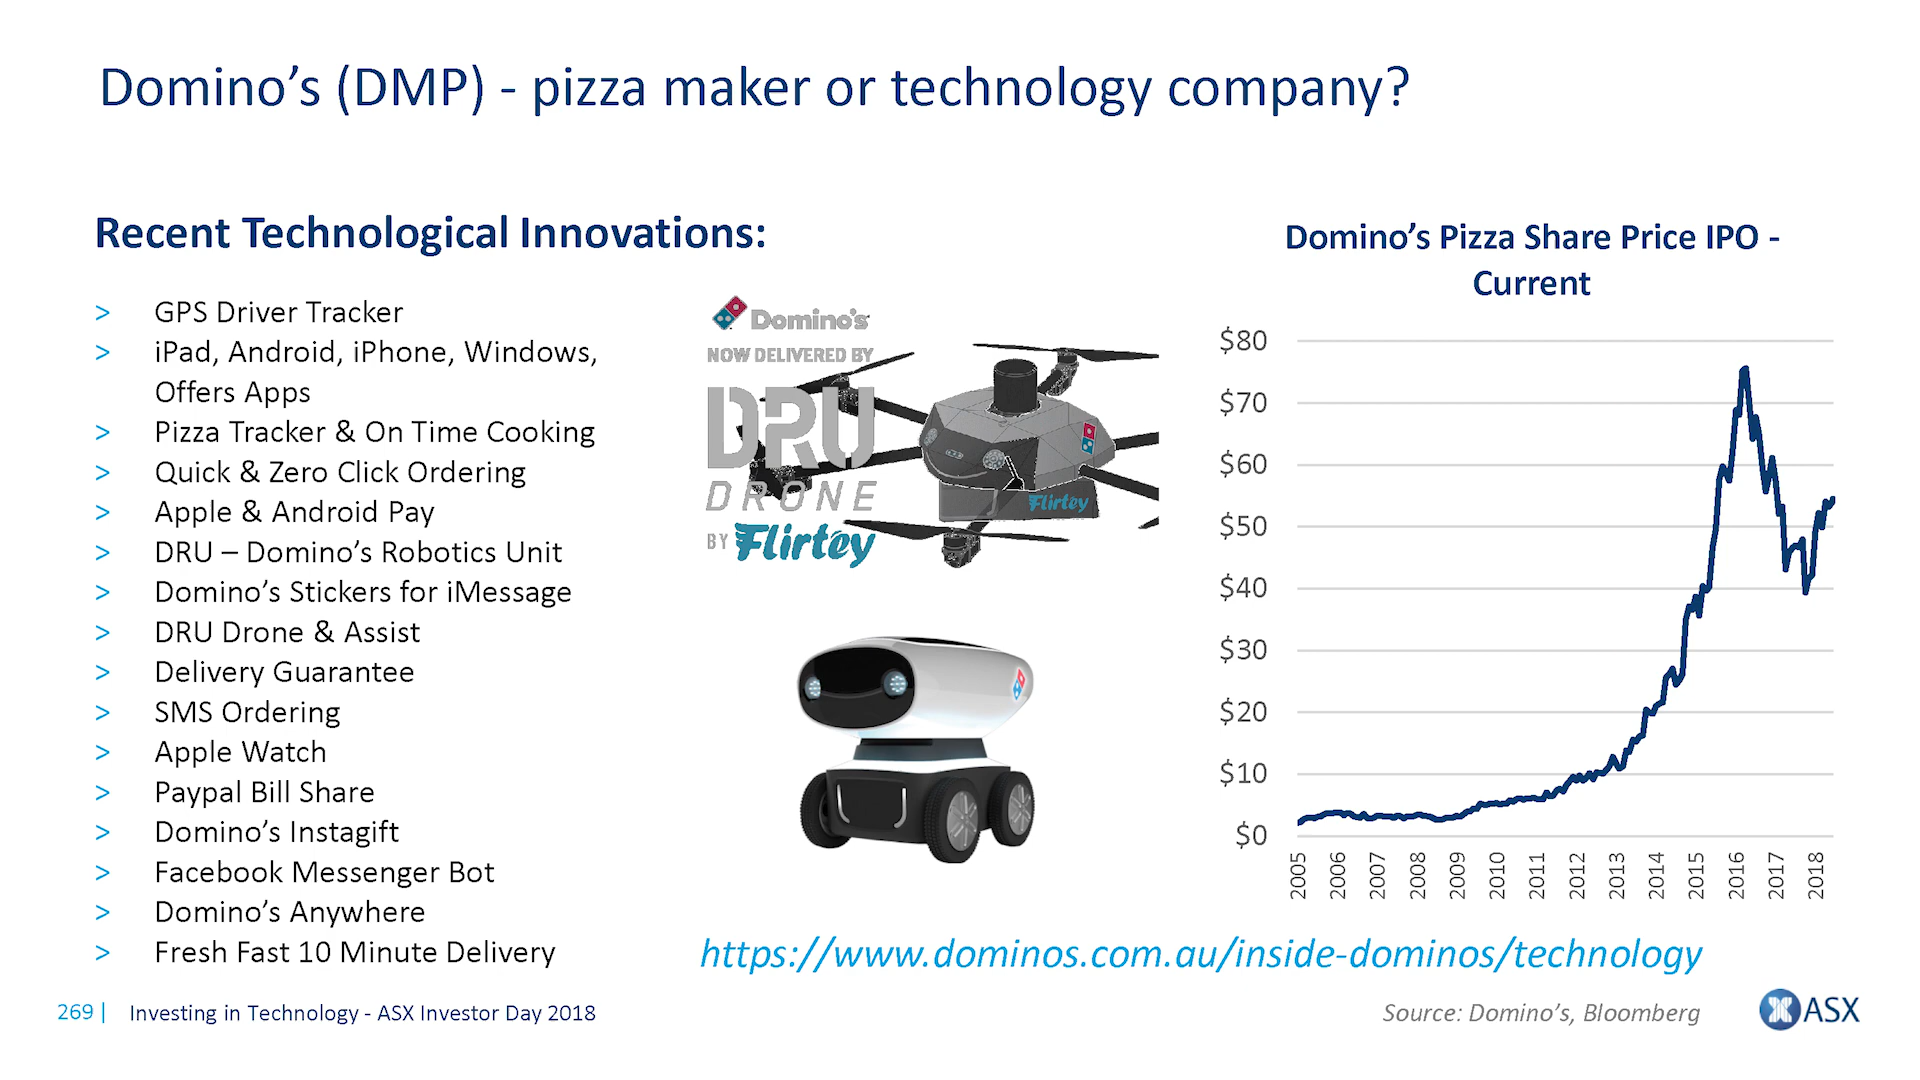 Domino’s (DMP) - pizza maker or technology company?
Recent Technological Innovations:
> GPS Driver Tracker
> iPad, Android, iPhone, Windows,
Offers Apps
> Pizza Tracker & On Time Cooking
> Quick & Zero Click Ordering
> Apple & Android Pay
> DRU – Domino’s Robotics Unit
> Domino’s Stickers for iMessage
> DRU Drone & Assist
> Delivery Guarantee
> SMS Ordering
> Apple Watch
> Paypal Bill Share
> Domino’s Instagift
> Facebook Messenger Bot
> Domino’s Anywhere
> Fresh Fast 10 Minute Delivery
Domino's
NOW DELIVERED BY
DRU
DRONE
BY Flirtey
Flirtey
Domino’s Pizza Share Price IPO -
Current
$80
$70
$60
$50
$40
$30
$20
$10
$0
2005
2006
2007
2008
2009
2010
2011
2012
2013
2014
2015
2016
2017
2018
https://www.dominos.com.au/inside-dominos/technology
269 | Investing in Technology - ASX Investor Day 2018
Source: Domino’s, Bloomberg
ASX